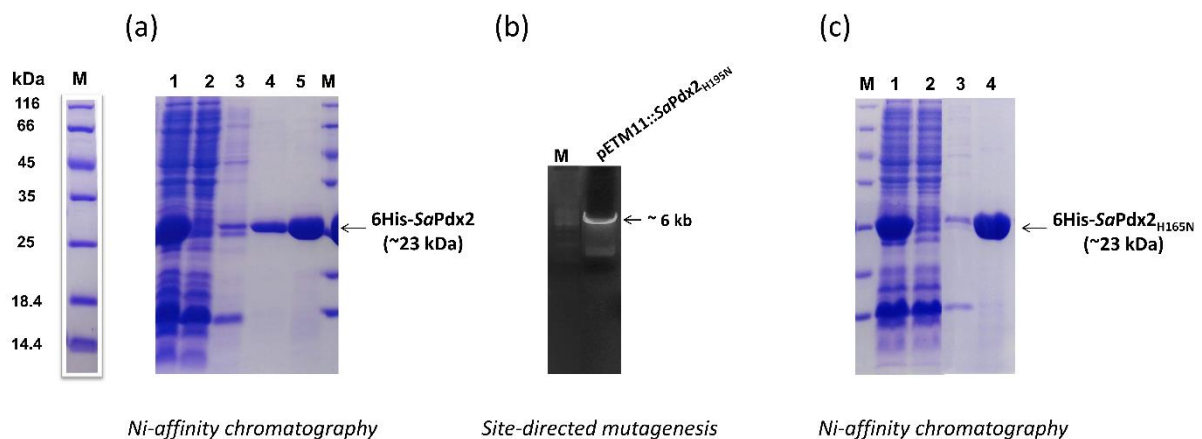 (a)
(b)
(c)
kDa
M
1 2 3 4 5 M
116
66
45
35
25
18.4
14.4
6His-SaPdx2
(~23 kDa)
M
pETM11::SaPdx2H195N
~ 6 kb
M 1 2 3 4
6His-SaPdx2H165N
(~23 kDa)
Ni-affinity chromatography
Site-directed mutagenesis
Ni-affinity chromatography